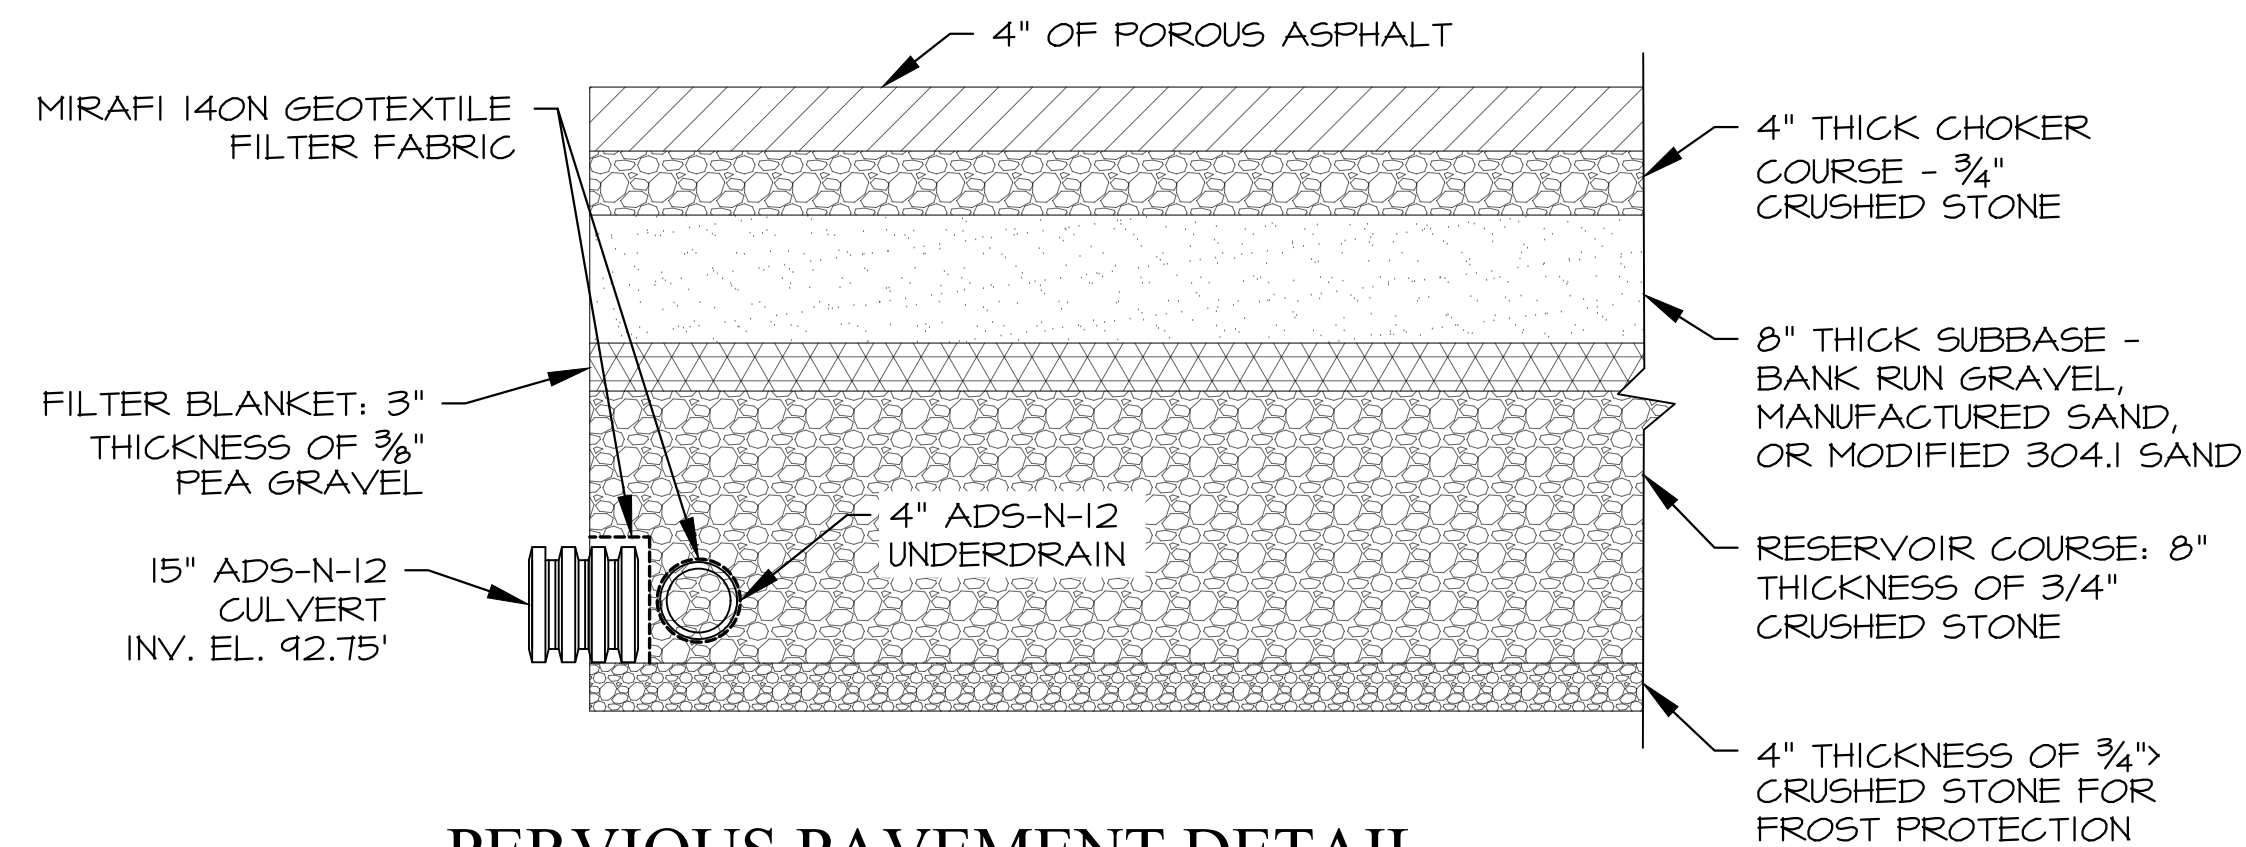 4" OF POROUS ASPHALT
MIRAFI 140N GEOTEXTILE
FILTER FABRIC
4" THICK CHOKER
COURSE - 3/4"
CRUSHED STONE
8" THICK SUBBASE -
BANK RUN GRAVEL,
MANUFACTURED SAND,
OR MODIFIED 304.1 SAND
FILTER BLANKET: 3"
THICKNESS OF 3/8"
PEA GRAVEL
4" ADS-N-12
UNDERDRAIN
15" ADS-N-12
CULVERT
INV. EL. 92.75'
RESERVOIR COURSE: 8"
THICKNESS OF 3/4"
CRUSHED STONE
4" THICKNESS OF 3/4">
CRUSHED STONE FOR
FROST PROTECTION
PERVIOUS PAVEMENT DETAIL